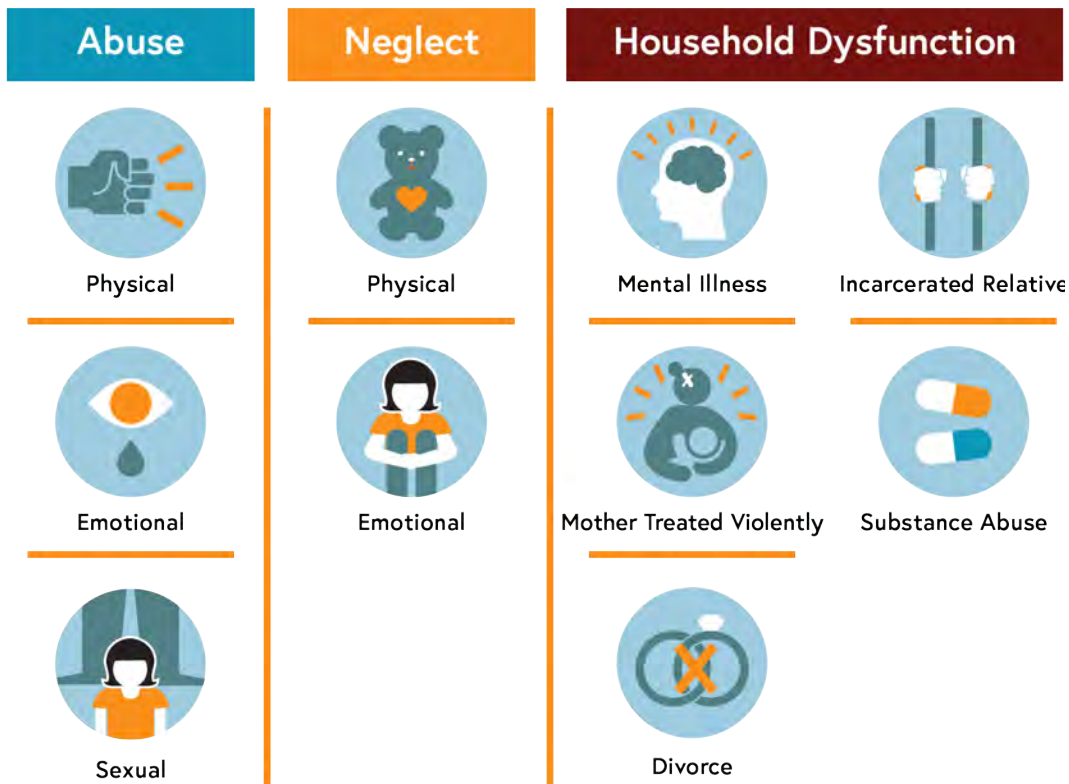 Abuse
Physical
Emotional
Sexual
Neglect
Physical
Emotional
Household Dysfunction
Mental Illness
Incarcerated Relative
Mother Treated Violently
Substance Abuse
Divorce